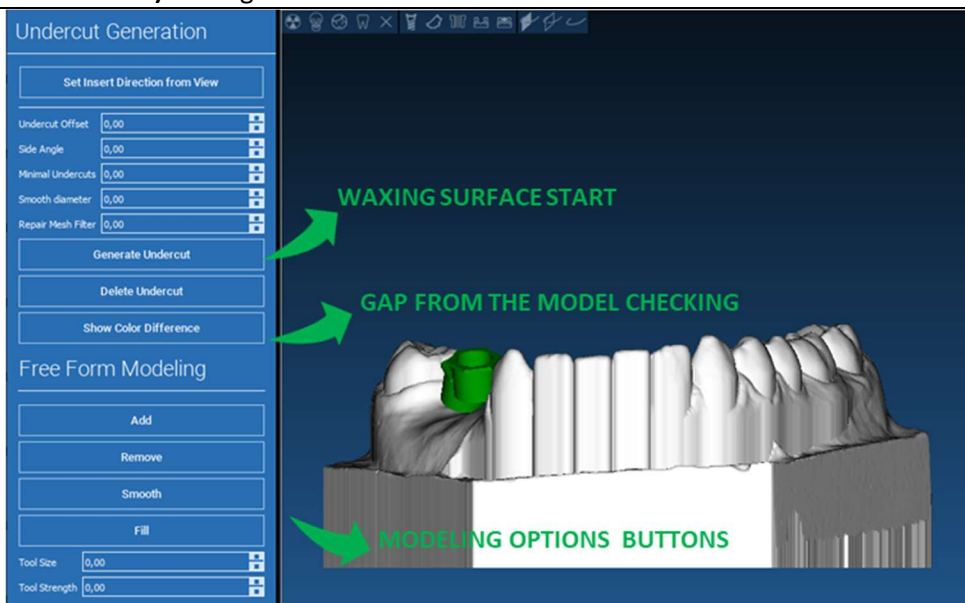 Undercut Generation
Set Insert Direction from View
Undercut Offset 0,00
Side Angle 0,00
Minimal Undercuts 0,00
Smooth diameter 0,00
Repair Mesh Filter 0,00
WAXING SURFACE START
Generate Undercut
Delete Undercut
GAP FROM THE MODEL CHECKING
Show Color Difference
Free Form Modeling
Add
Remove
Smooth
Fill
MODELING OPTIONS BUTTONS
Tool Size 0,00
Tool Strength 0,00